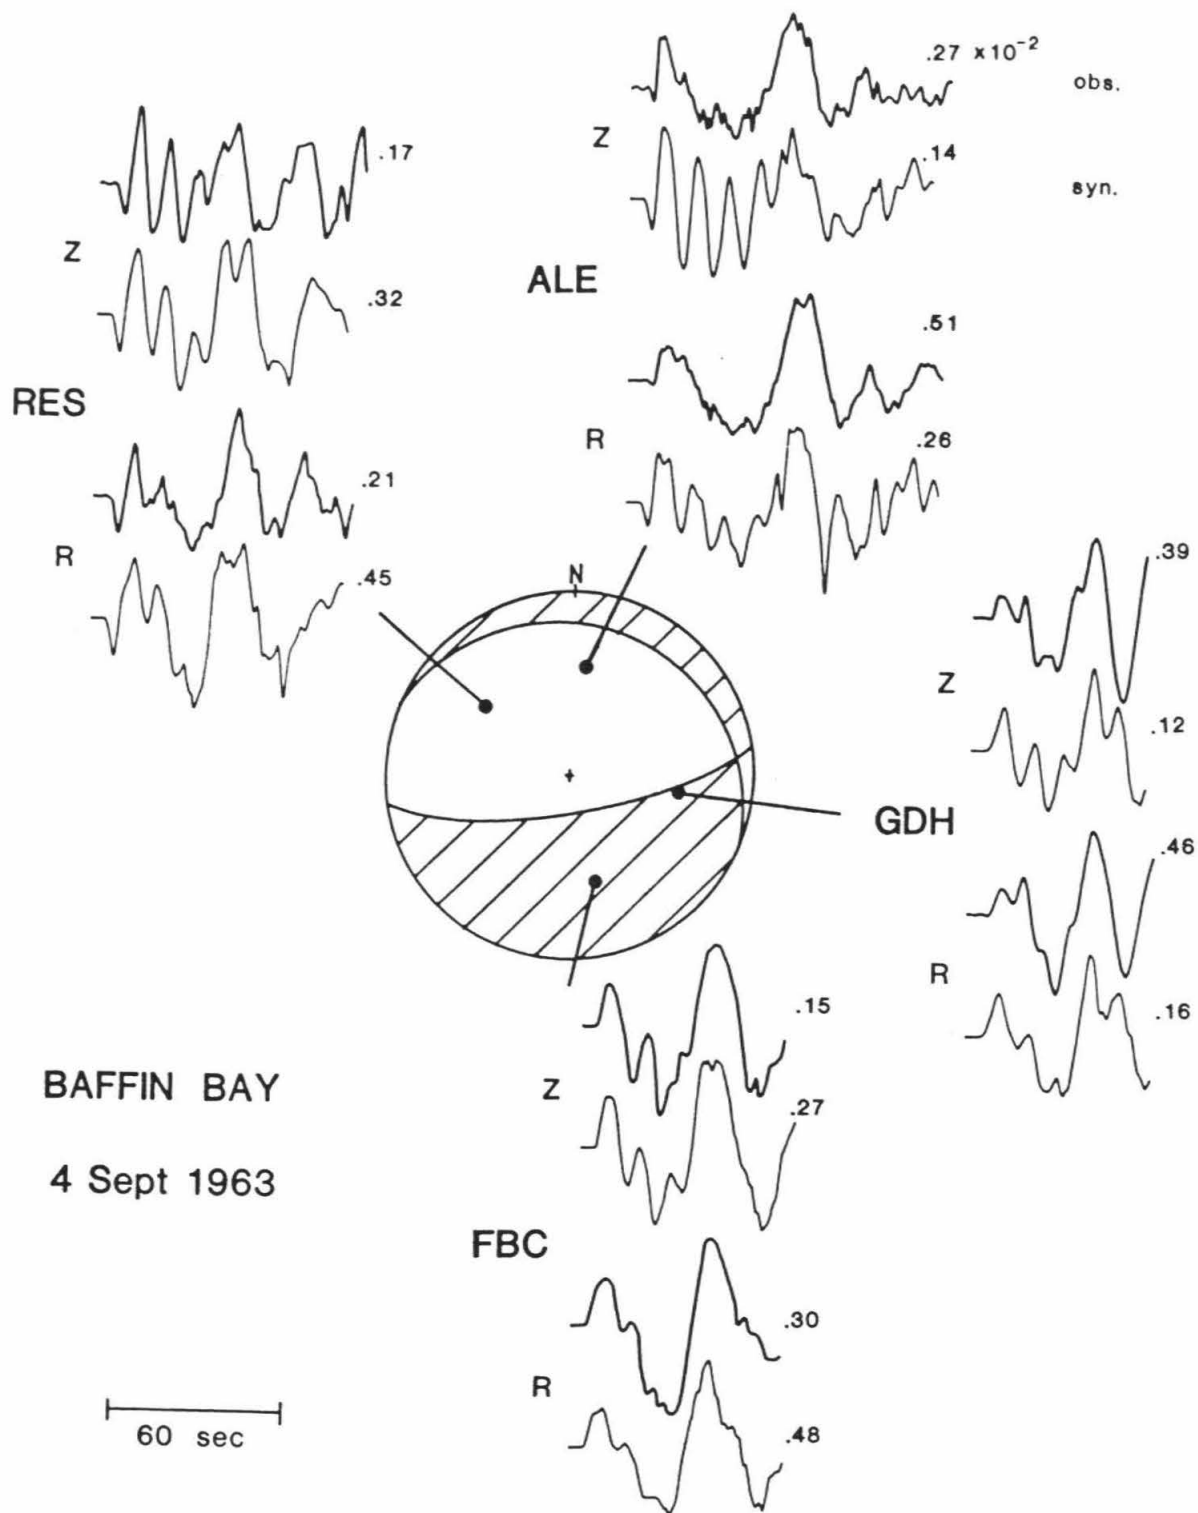 .27 x10-2
obs.
Z
.14
syn.
.17
Z
.32
ALE
.51
RES
R
.26
.21
R
.45
N
.39
Z
.12
GDH
.46
R
.16
.15
Z
.27
BAFFIN BAY
4 Sept 1963
FBC
.30
R
.48
60 sec